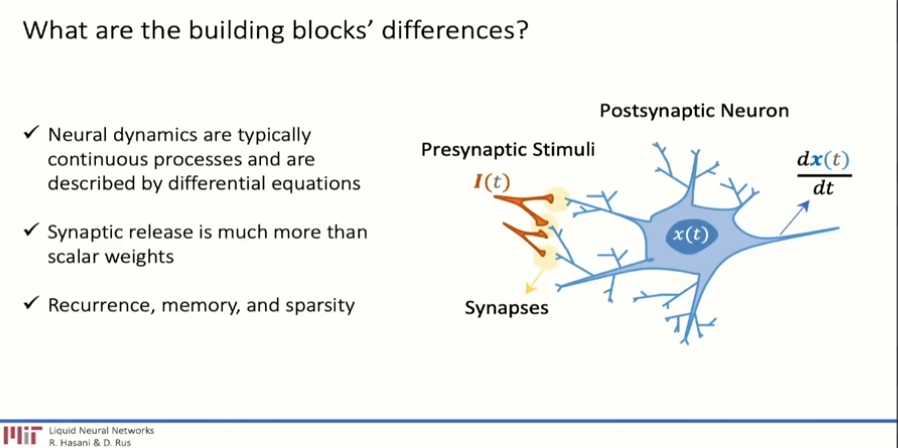 What are the building blocks' differences?
✓ Neural dynamics are typically
continuous processes and are
described by differential equations
✓ Synaptic release is much more than
scalar weights
✓ Recurrence, memory, and sparsity
Postsynaptic Neuron
Presynaptic Stimuli
I(t)
dx(t)
dt
x(t)
Synapses
MIT
Liquid Neural Networks
R. Hasani & D. Rus